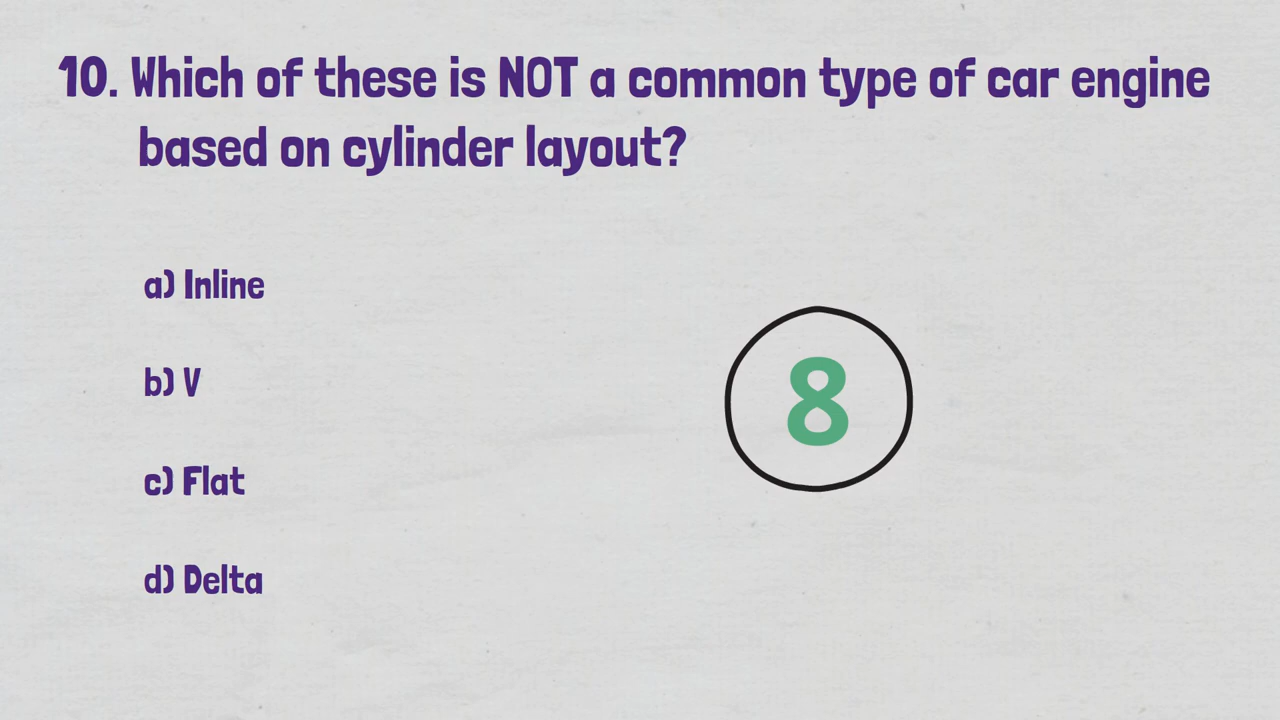 10. Which of these is NOT a common type of car engine
based on cylinder layout?
a) Inline
b) V
c) Flat
d) Delta
8